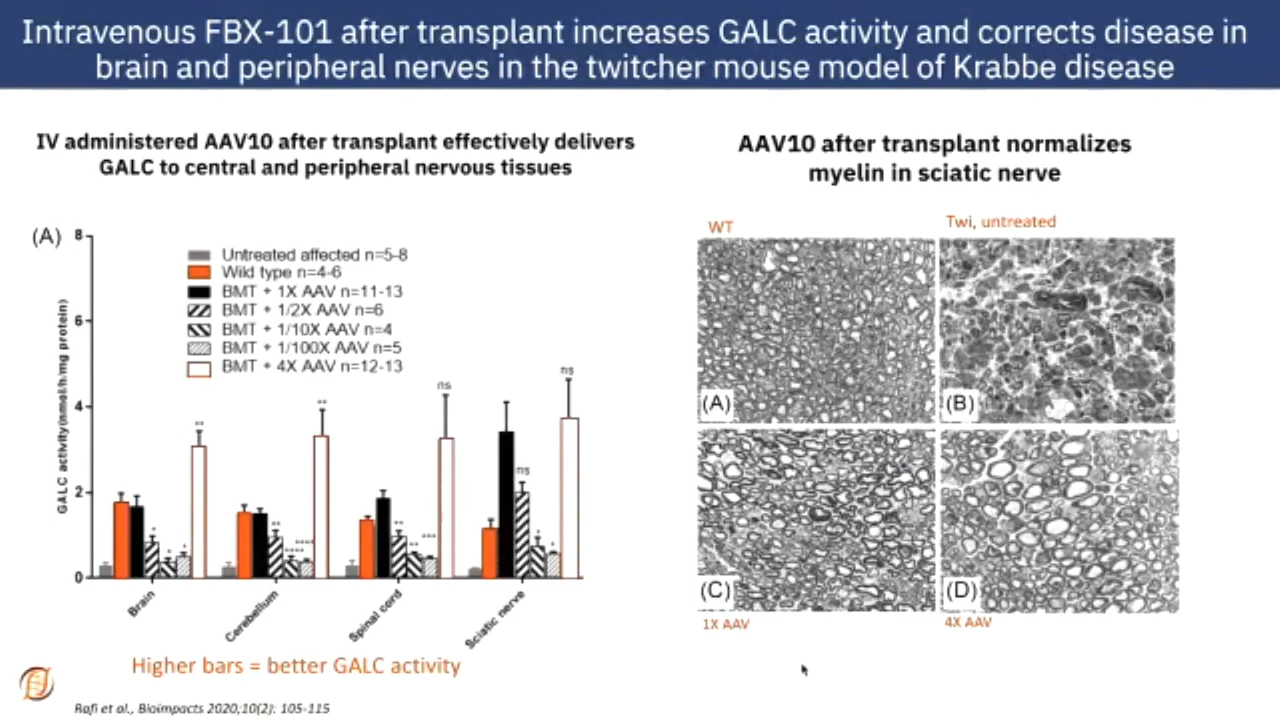 Intravenous FBX-101 after transplant increases GALC activity and corrects disease in
brain and peripheral nerves in the twitcher mouse model of Krabbe disease
IV administered AAV10 after transplant effectively delivers
GALC to central and peripheral nervous tissues
(A)
GALC activity(nmol/h/mg protein)
8
6
4
2
0
Untreated affected n=5-8
Wild type n=4-6
BMT + 1X AAV n=11-13
BMT + 1/2X AAV n=6
BMT + 1/10X AAV n=4
BMT + 1/100X AAV n=5
BMT + 4X AAV n=12-13
*
*
*
**
**
****
****
**
**
**
***
ns
ns
*
*
ns
Brain
Cerebellum
Spinal cord
Sciatic nerve
Higher bars = better GALC activity
Rafi et al., Bioimpacts 2020;10(2): 105-115
AAV10 after transplant normalizes
myelin in sciatic nerve
WT
Twi, untreated
(A)
(B)
(C)
(D)
1X AAV
4X AAV